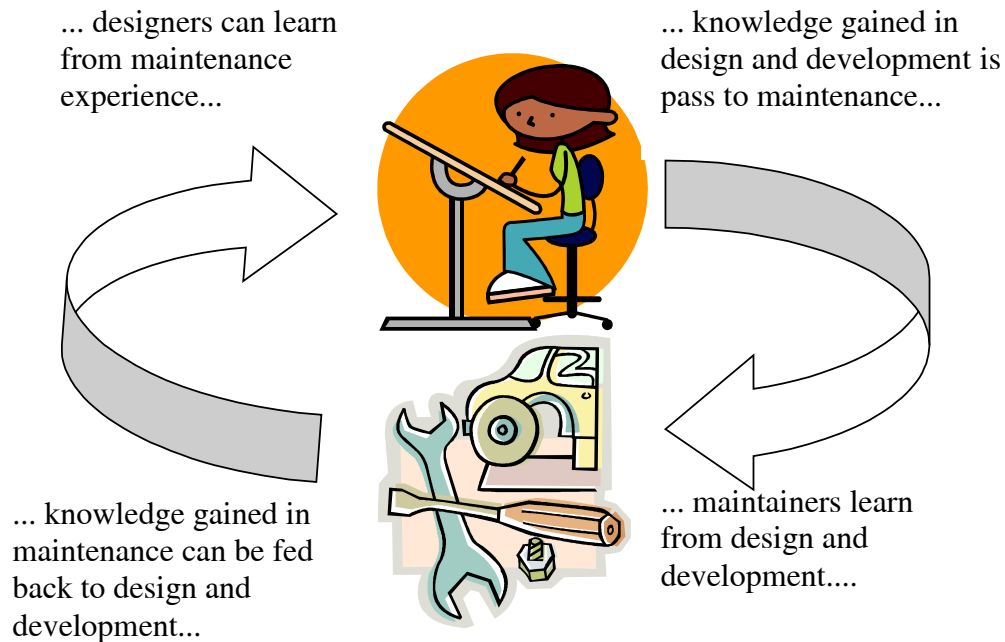 ... designers can learn
from maintenance
experience...
... knowledge gained in
design and development is
pass to maintenance...
... knowledge gained in
maintenance can be fed
back to design and
development...
... maintainers learn
from design and
development....